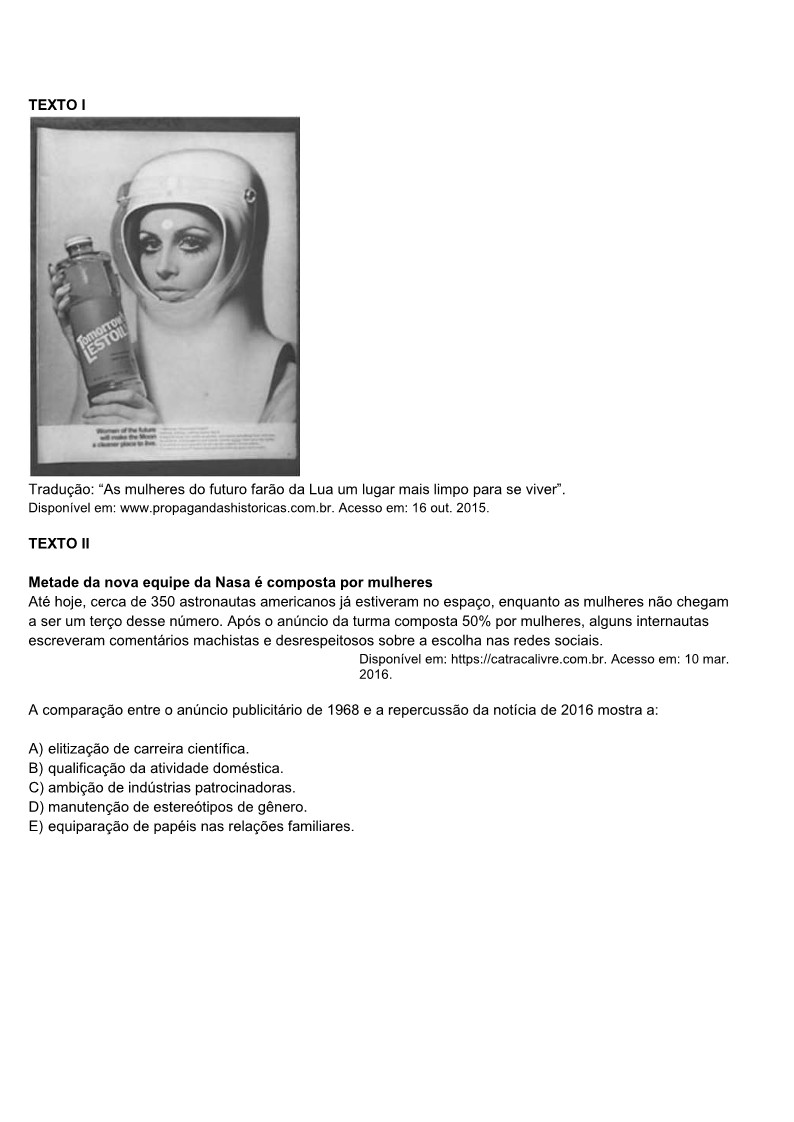 TEXTO I
Tomorrow's
LESTOIL
Women of the future
will make the Moon
a cleaner place to live.
Tradução: “As mulheres do futuro farão da Lua um lugar mais limpo para se viver”.
Disponível em: www.propagandashistoricas.com.br. Acesso em: 16 out. 2015.
TEXTO II
Metade da nova equipe da Nasa é composta por mulheres
Até hoje, cerca de 350 astronautas americanos já estiveram no espaço, enquanto as mulheres não chegam
a ser um terço desse número. Após o anúncio da turma composta 50% por mulheres, alguns internautas
escreveram comentários machistas e desrespeitosos sobre a escolha nas redes sociais.
Disponível em: https://catracalivre.com.br. Acesso em: 10 mar.
2016.
A comparação entre o anúncio publicitário de 1968 e a repercussão da notícia de 2016 mostra a:
A) elitização de carreira científica.
B) qualificação da atividade doméstica.
C) ambição de indústrias patrocinadoras.
D) manutenção de estereótipos de gênero.
E) equiparação de papéis nas relações familiares.